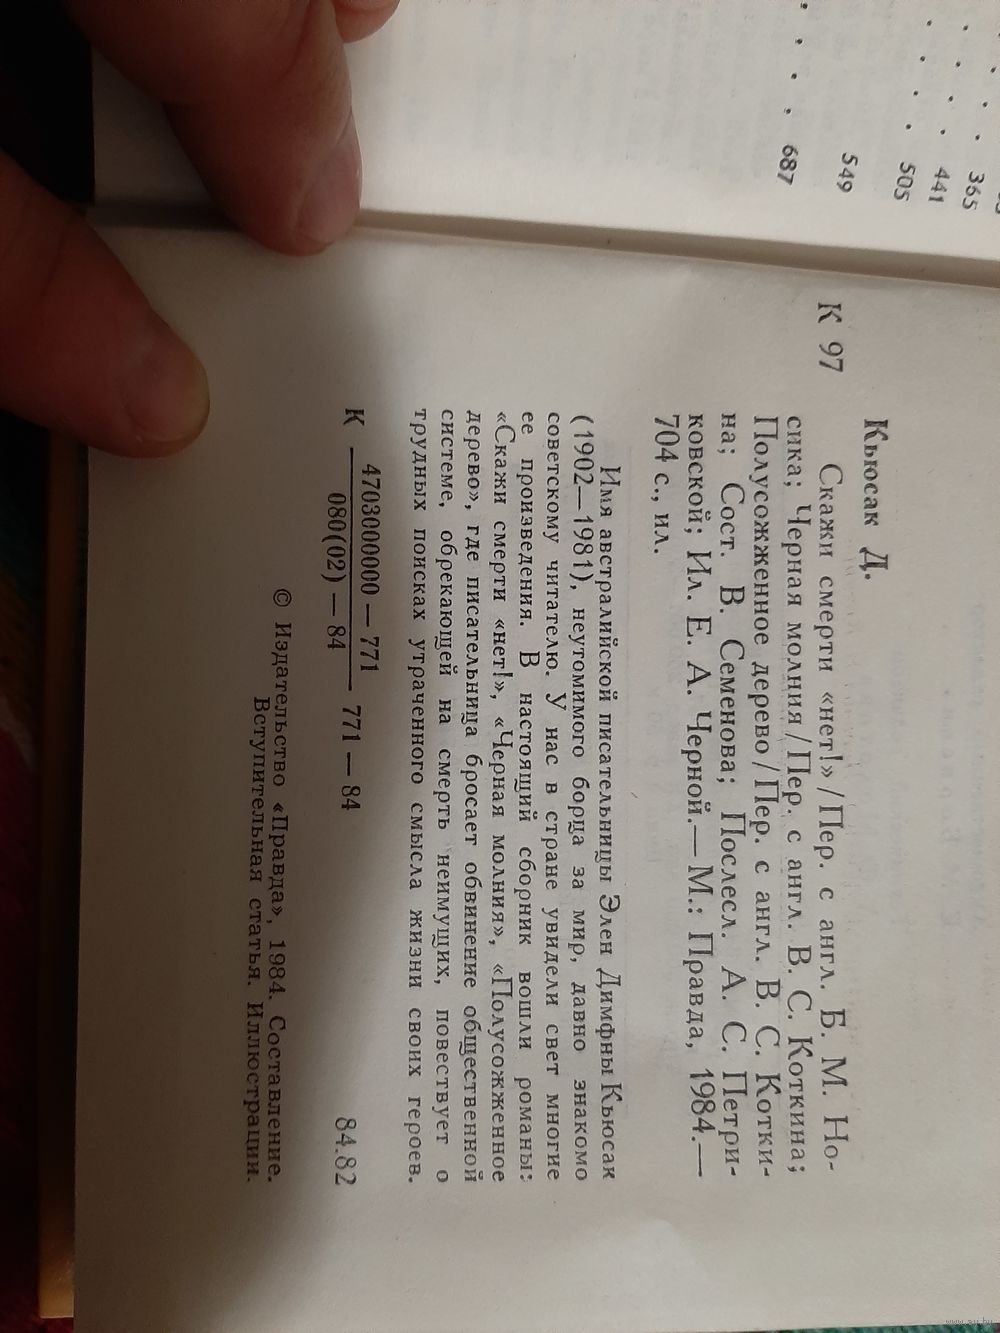 365
441
505
549
687
Кьюсак Д.
К 97
Скажи смерти «нет!» / Пер. с англ. Б. М. Но-
сика; Черная молния / Пер. с англ. В. С. Коткина;
Полусожженное дерево / Пер. с англ. В. С. Котки-
на; Сост. В. Семенова; Послесл. А. С. Петри-
ковской; Ил. Е. А. Черной.— М.: Правда, 1984.—
704 с., ил.
Имя австралийской писательницы Элен Димфны Кьюсак
(1902—1981), неутомимого борца за мир, давно знакомо
советскому читателю. У нас в стране увидели свет многие
ее произведения. В настоящий сборник вошли романы:
«Скажи смерти «нет!», «Черная молния», «Полусожженное
дерево», где писательница бросает обвинение общественной
системе, обрекающей на смерть неимущих, повествует о
трудных поисках утраченного смысла жизни своих героев.
К 4703000000—771 771—84
080(02)—84
84.82
© Издательство «Правда», 1984. Составление.
Вступительная статья. Иллюстрации.